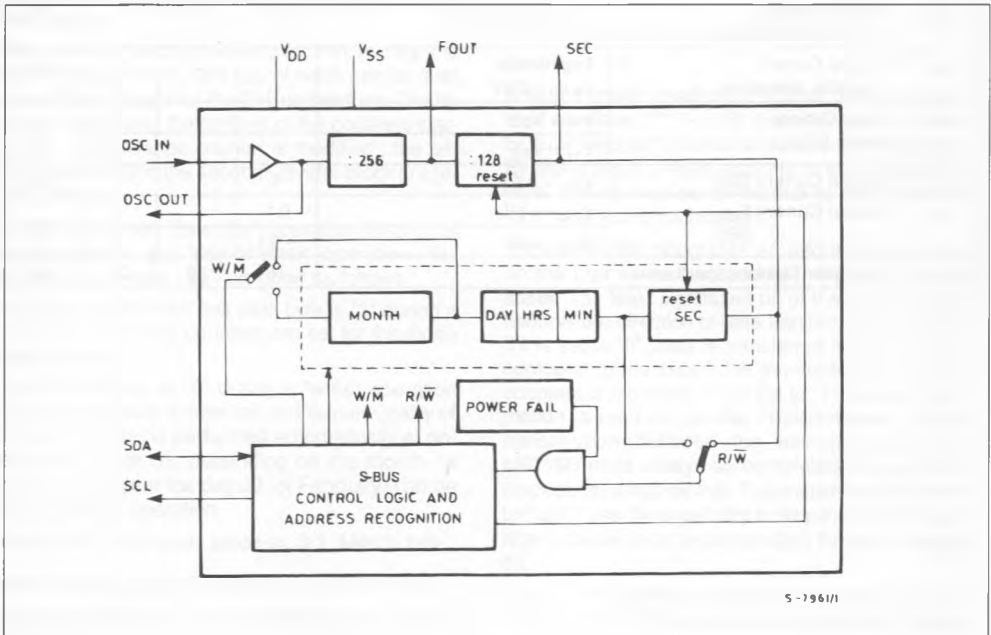 VDD VSS FOUT SEC
OSC IN
: 256
: 128
reset
OSC OUT
W/M̅
MONTH
DAY HRS MIN
reset
SEC
W/M̅ R/W̅
POWER FAIL
R/W̅
SDA
SCL
S-BUS
CONTROL LOGIC AND
ADDRESS RECOGNITION
S-7961/1